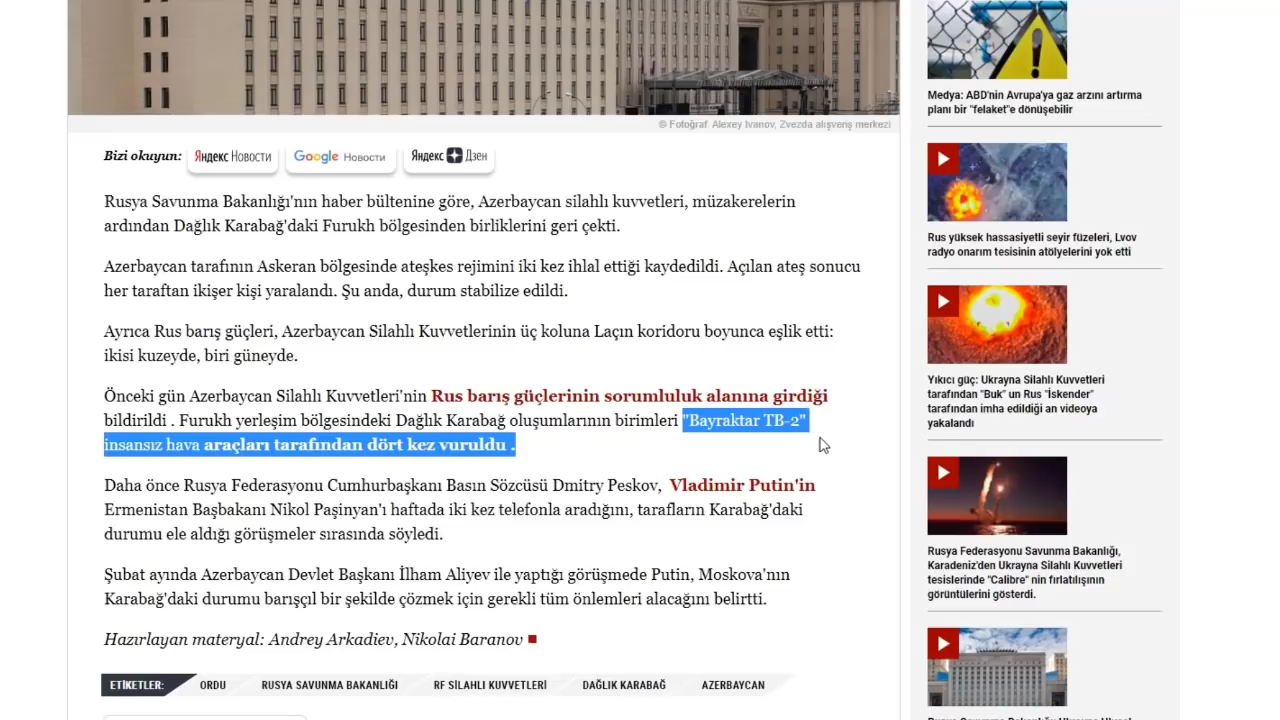 © Fotoğraf. Alexey Ivanov, Zvezda alışveriş merkezi
Bizi okuyun:
Яндекс Новости
Google Новости
Яндекс Дзен
Rusya Savunma Bakanlığı'nın haber bültenine göre, Azerbaycan silahlı kuvvetleri, müzakerelerin
ardından Dağlık Karabağ'daki Furukh bölgesinden birliklerini geri çekti.
Azerbaycan tarafının Askeran bölgesinde ateşkes rejimini iki kez ihlal ettiği kaydedildi. Açılan ateş sonucu
her taraftan ikişer kişi yaralandı. Şu anda, durum stabilize edildi.
Ayrıca Rus barış güçleri, Azerbaycan Silahlı Kuvvetlerinin üç koluna Laçın koridoru boyunca eşlik etti:
ikisi kuzeyde, biri güneyde.
Önceki gün Azerbaycan Silahlı Kuvvetleri'nin Rus barış güçlerinin sorumluluk alanına girdiği
bildirildi . Furukh yerleşim bölgesindeki Dağlık Karabağ oluşumlarının birimleri "Bayraktar TB-2"
insansız hava araçları tarafından dört kez vuruldu .
Daha önce Rusya Federasyonu Cumhurbaşkanı Basın Sözcüsü Dmitry Peskov, Vladimir Putin'in
Ermenistan Başbakanı Nikol Paşinyan'ı haftada iki kez telefonla aradığını, tarafların Karabağ'daki
durumu ele aldığı görüşmeler sırasında söyledi.
Şubat ayında Azerbaycan Devlet Başkanı İlham Aliyev ile yaptığı görüşmede Putin, Moskova'nın
Karabağ'daki durumu barışçıl bir şekilde çözmek için gerekli tüm önlemleri alacağını belirtti.
Hazırlayan materyal: Andrey Arkadiev, Nikolai Baranov
ETİKETLER:
ORDU
RUSYA SAVUNMA BAKANLIĞI
RF SİLAHLI KUVVETLERİ
DAĞLIK KARABAĞ
AZERBAYCAN
Medya: ABD'nin Avrupa'ya gaz arzını artırma
planı bir "felaket"e dönüşebilir
Rus yüksek hassasiyetli seyir füzeleri, Lvov
radyo onarım tesisinin atölyelerini yok etti
Yıkıcı güç: Ukrayna Silahlı Kuvvetleri
tarafından "Buk" un Rus "İskender"
tarafından imha edildiği an videoya
yakalandı
Rusya Federasyonu Savunma Bakanlığı,
Karadeniz'den Ukrayna Silahlı Kuvvetleri
tesislerinde "Calibre" nin fırlatılışının
görüntülerini gösterdi.